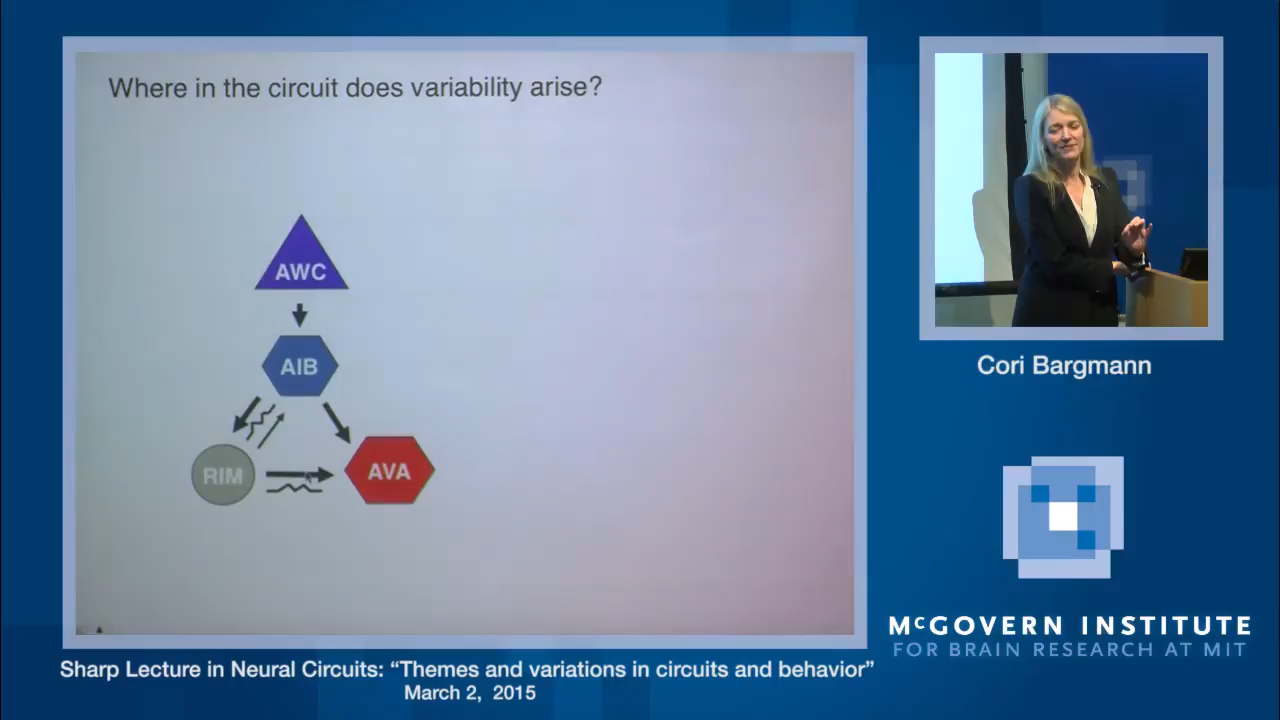 Where in the circuit does variability arise?
AWC
AIB
RIM
AVA
Cori Bargmann
McGOVERN INSTITUTE
FOR BRAIN RESEARCH AT MIT
Sharp Lecture in Neural Circuits: “Themes and variations in circuits and behavior”
March 2, 2015